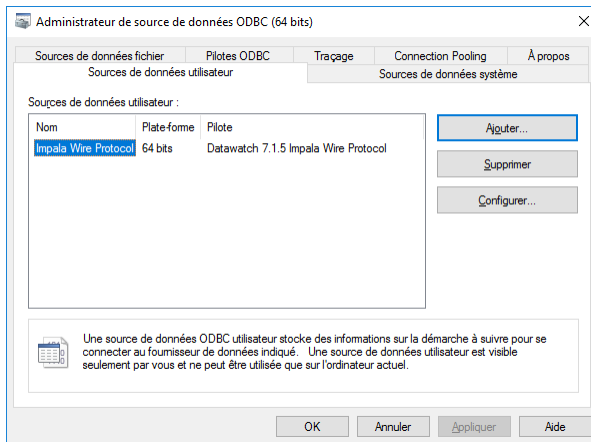 Administrateur de source de données ODBC (64 bits)
Sources de données fichier Pilotes ODBC Traçage Connection Pooling À propos
Sources de données utilisateur Sources de données système
Sources de données utilisateur :
Nom Plate-forme Pilote
Impala Wire Protocol 64 bits Datawatch 7.1.5 Impala Wire Protocol
Ajouter...
Supprimer
Configurer...
Une source de données ODBC utilisateur stocke des informations sur la démarche à suivre pour se
connecter au fournisseur de données indiqué. Une source de données utilisateur est visible
seulement par vous et ne peut être utilisée que sur l'ordinateur actuel.
OK Annuler Appliquer Aide